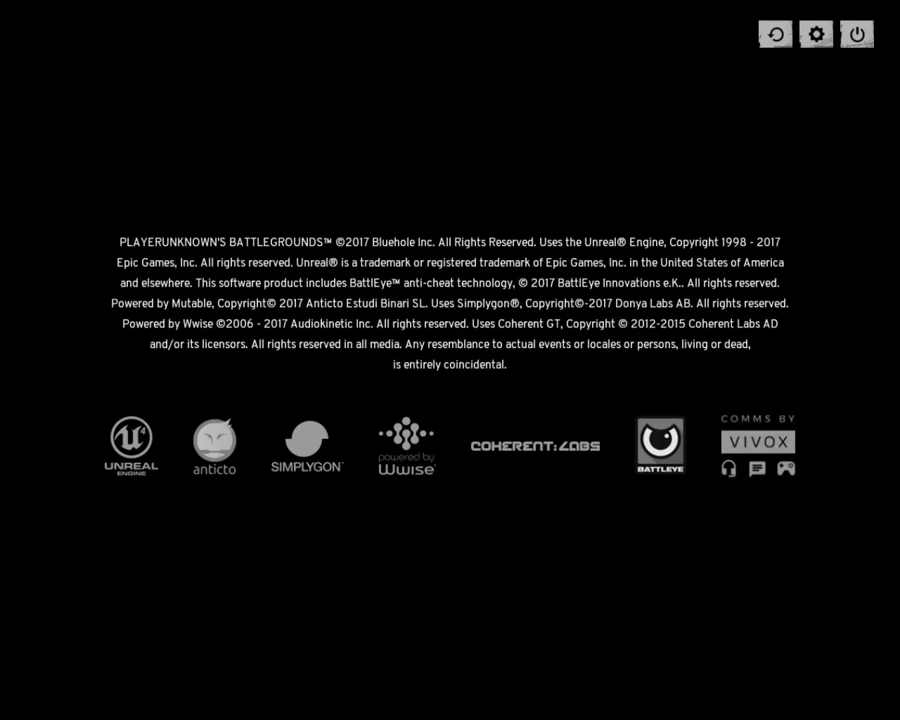 PLAYERUNKNOWN'S BATTLEGROUNDS™ ©2017 Bluehole Inc. All Rights Reserved. Uses the Unreal® Engine, Copyright 1998 - 2017
Epic Games, Inc. All rights reserved. Unreal® is a trademark or registered trademark of Epic Games, Inc. in the United States of America
and elsewhere. This software product includes BattlEye™ anti-cheat technology, © 2017 BattlEye Innovations e.K.. All rights reserved.
Powered by Mutable, Copyright© 2017 Anticto Estudi Binari SL. Uses Simplygon®, Copyright©-2017 Donya Labs AB. All rights reserved.
Powered by Wwise ©2006 - 2017 Audiokinetic Inc. All rights reserved. Uses Coherent GT, Copyright © 2012-2015 Coherent Labs AD
and/or its licensors. All rights reserved in all media. Any resemblance to actual events or locales or persons, living or dead,
is entirely coincidental.
UNREAL
ENGINE
anticto
SIMPLYGON™
powered by
Wwise®
COHERENT:LABS
BATTLEYE
COMMS BY
VIVOX